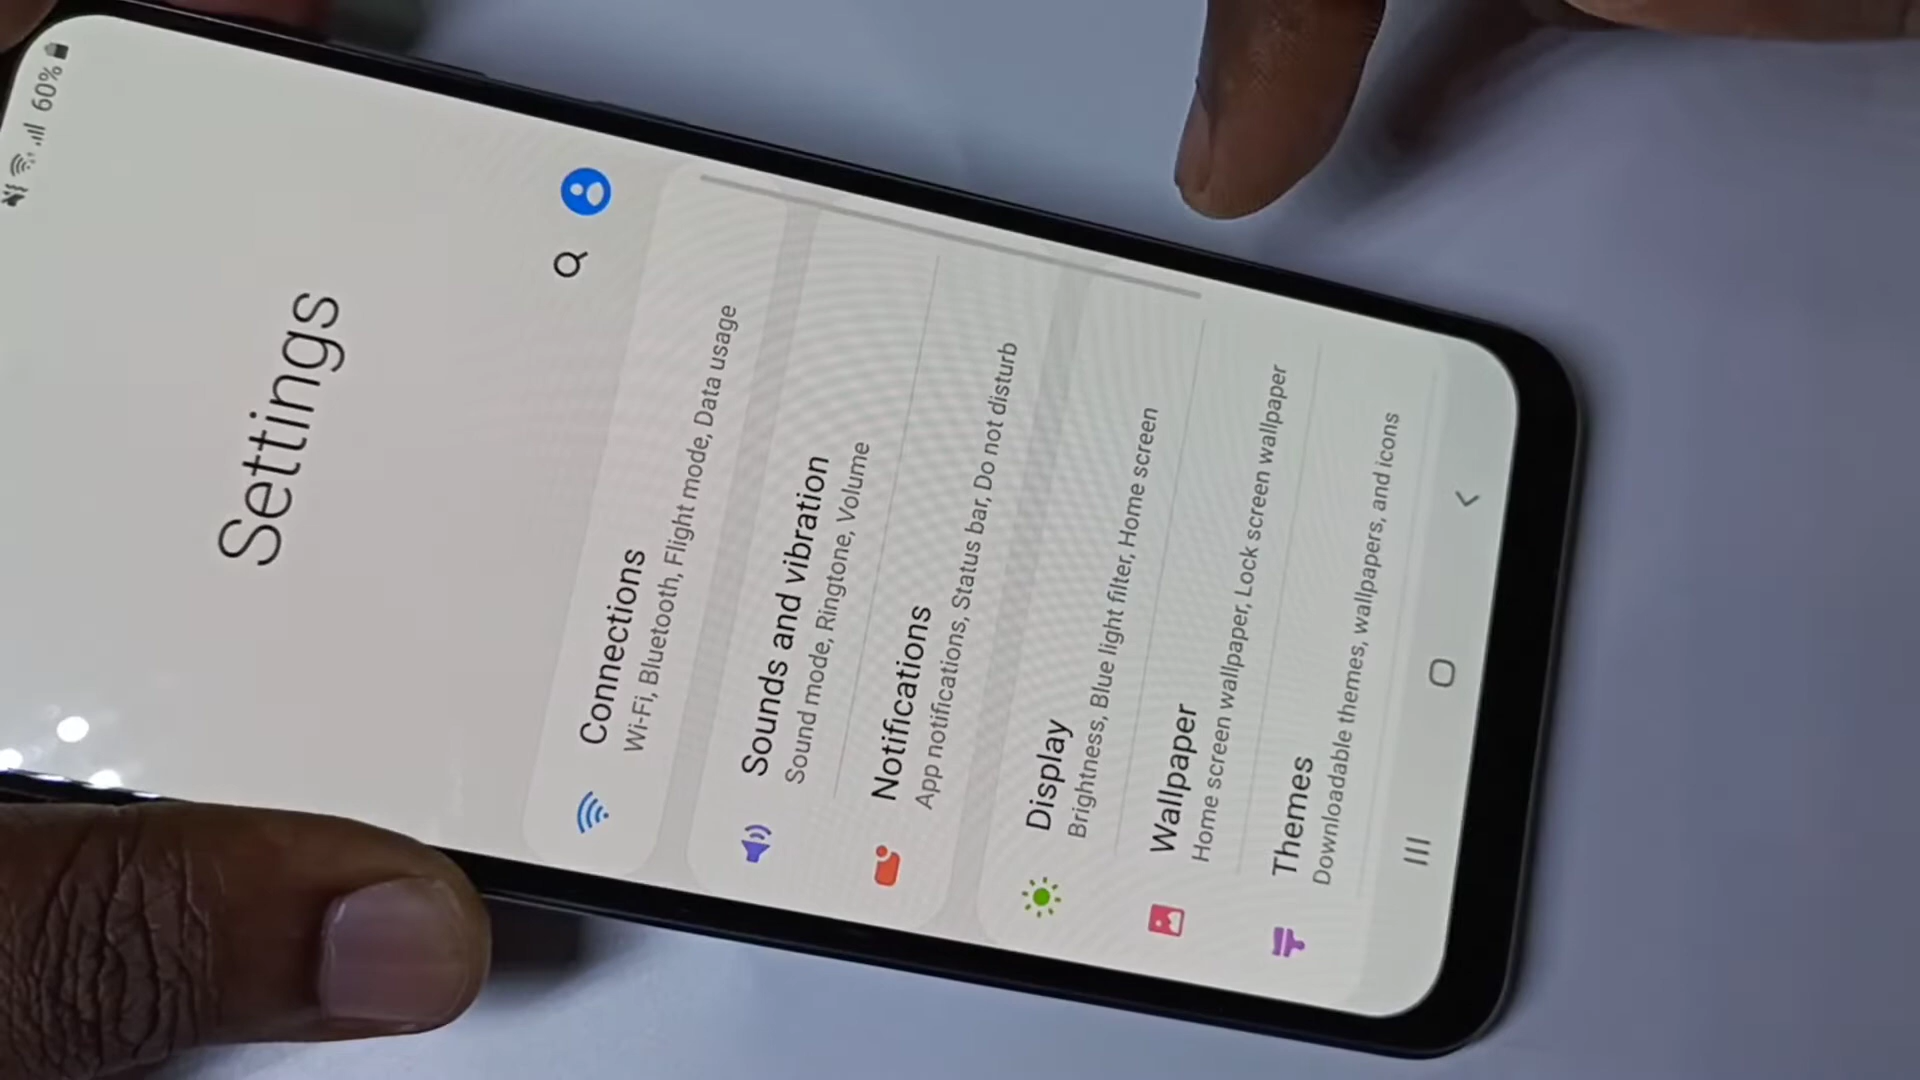 60%
Settings
Connections
Wi-Fi, Bluetooth, Flight mode, Data usage
Sounds and vibration
Sound mode, Ringtone, Volume
Notifications
App notifications, Status bar, Do not disturb
Display
Brightness, Blue light filter, Home screen
Wallpaper
Home screen wallpaper, Lock screen wallpaper
Themes
Downloadable themes, wallpapers, and icons